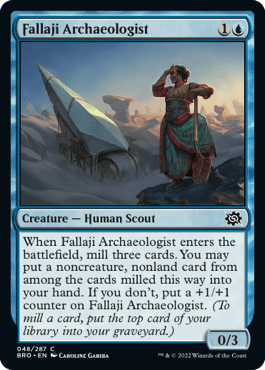 Fallaji Archaeologist 1
Creature — Human Scout
When Fallaji Archaeologist enters the
battlefield, mill three cards. You may
put a noncreature, nonland card from
among the cards milled this way into
your hand. If you don't, put a +1/+1
counter on Fallaji Archaeologist. (To
mill a card, put the top card of your
library into your graveyard.)
0/3
048/287 C
BRO • EN Caroline Gariba
™ & © 2022 Wizards of the Coast